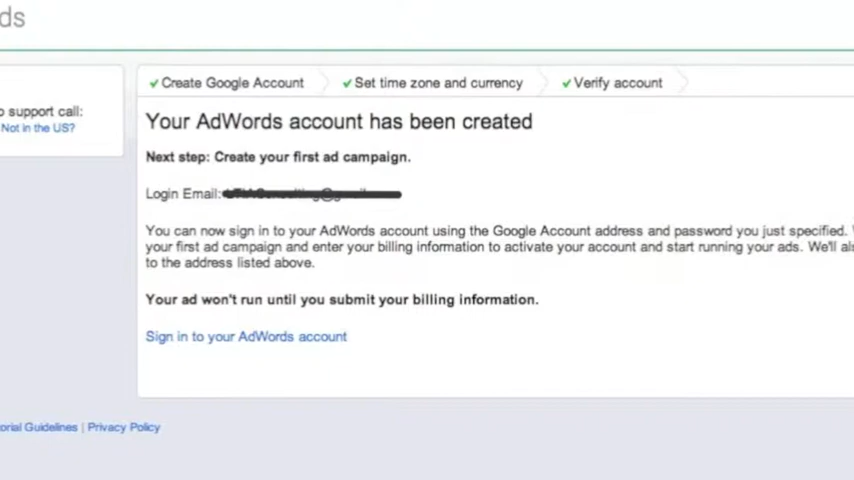 ds
Create Google Account Set time zone and currency Verify account
o support call:
Not in the US?
Your AdWords account has been created
Next step: Create your first ad campaign.
Login Email:
You can now sign in to your AdWords account using the Google Account address and password you just specified.
your first ad campaign and enter your billing information to activate your account and start running your ads. We'll als
to the address listed above.
Your ad won't run until you submit your billing information.
Sign in to your AdWords account
orial Guidelines | Privacy Policy